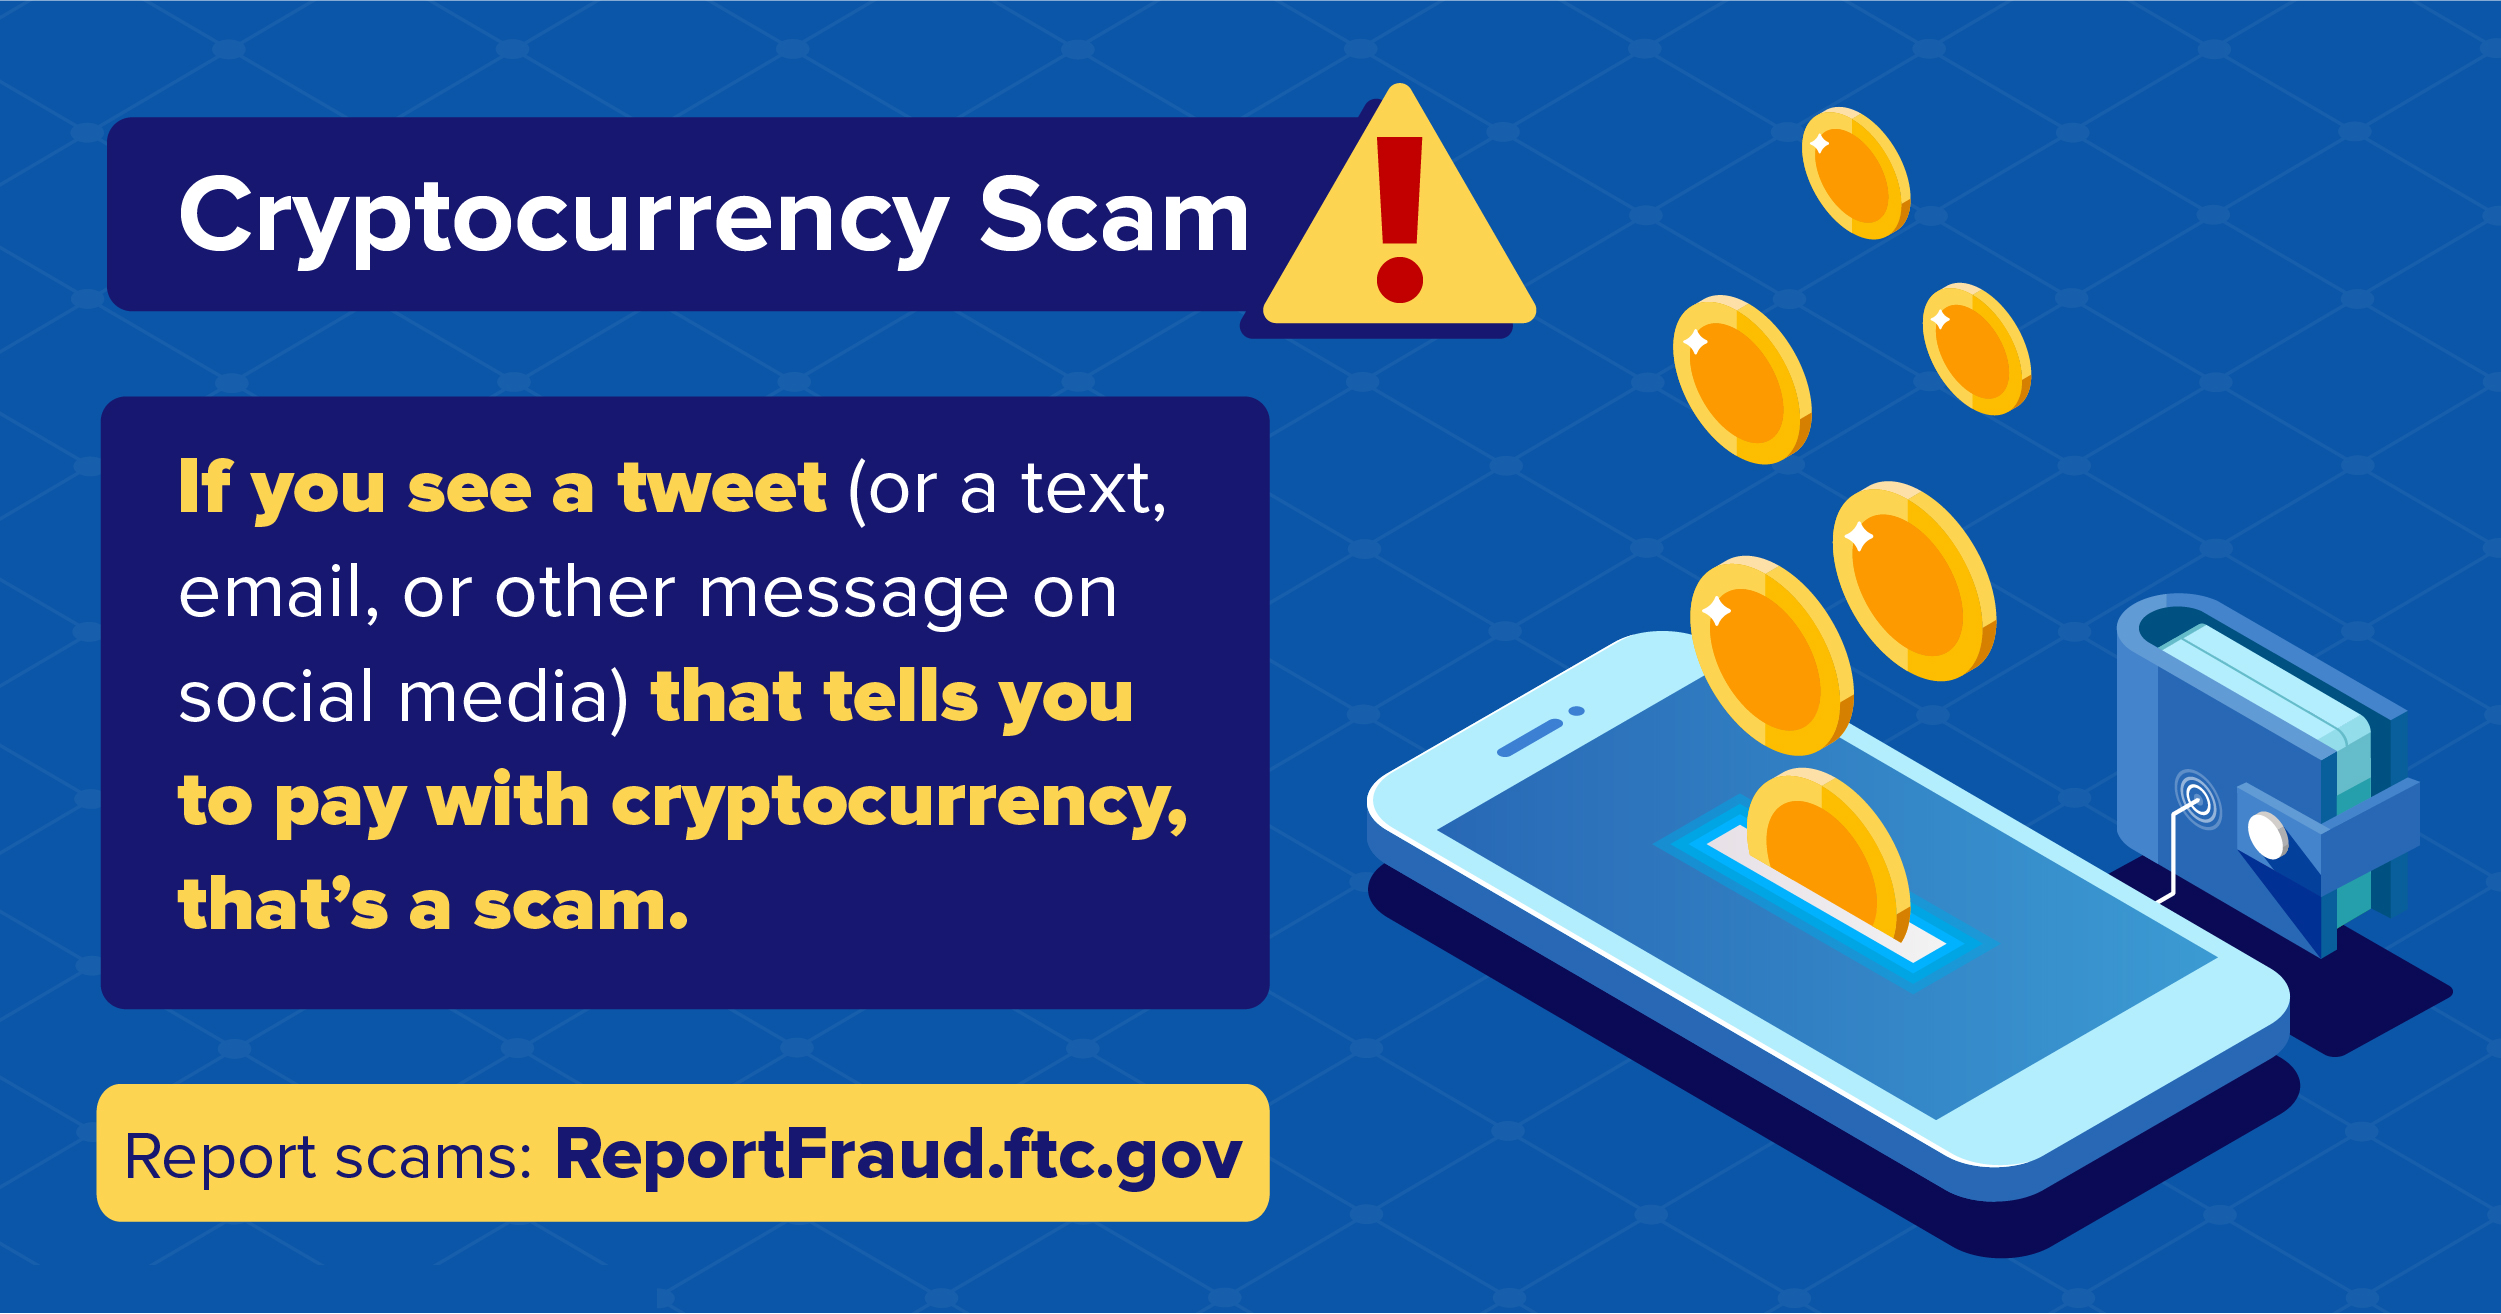 Cryptocurrency Scam
If you see a tweet (or a text,
email, or other message on
social media) that tells you
to pay with cryptocurrency,
that’s a scam.
Report scams: ReportFraud.ftc.gov